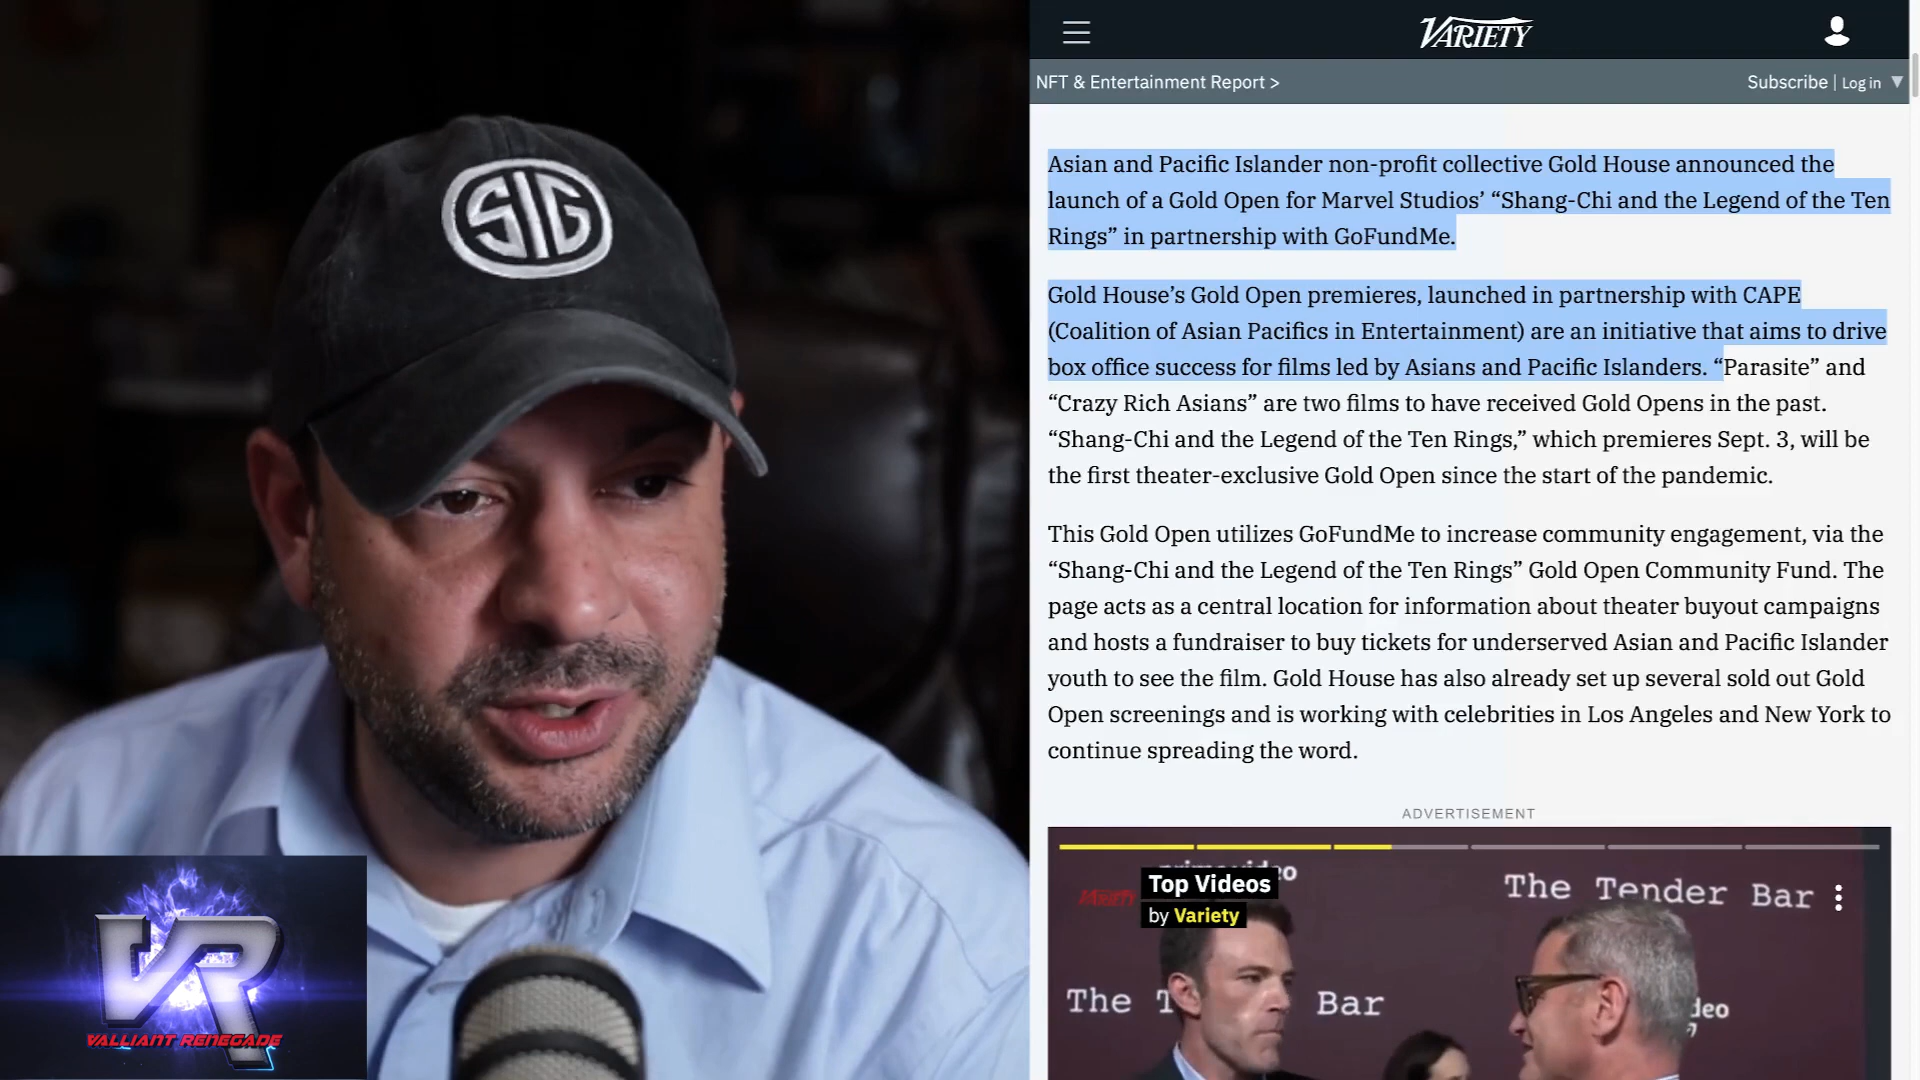 SIG
VR
VALLIANT RENEGADE
VARIETY
NFT & Entertainment Report >
Subscribe | Log in ▼
Asian and Pacific Islander non-profit collective Gold House announced the
launch of a Gold Open for Marvel Studios’ “Shang-Chi and the Legend of the Ten
Rings” in partnership with GoFundMe.
Gold House’s Gold Open premieres, launched in partnership with CAPE
(Coalition of Asian Pacifics in Entertainment) are an initiative that aims to drive
box office success for films led by Asians and Pacific Islanders. “Parasite” and
“Crazy Rich Asians” are two films to have received Gold Opens in the past.
“Shang-Chi and the Legend of the Ten Rings,” which premieres Sept. 3, will be
the first theater-exclusive Gold Open since the start of the pandemic.
This Gold Open utilizes GoFundMe to increase community engagement, via the
“Shang-Chi and the Legend of the Ten Rings” Gold Open Community Fund. The
page acts as a central location for information about theater buyout campaigns
and hosts a fundraiser to buy tickets for underserved Asian and Pacific Islander
youth to see the film. Gold House has also already set up several sold out Gold
Open screenings and is working with celebrities in Los Angeles and New York to
continue spreading the word.
ADVERTISEMENT
VARIETY
Top Videos
by Variety
The Tender Bar
The T Bar